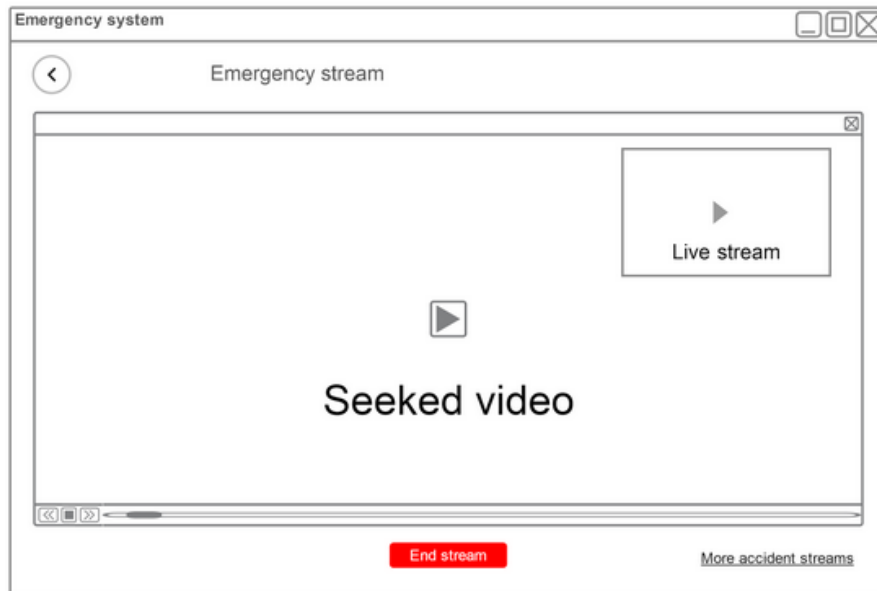 Emergency system
Emergency stream
Live stream
Seeked video
End stream
More accident streams